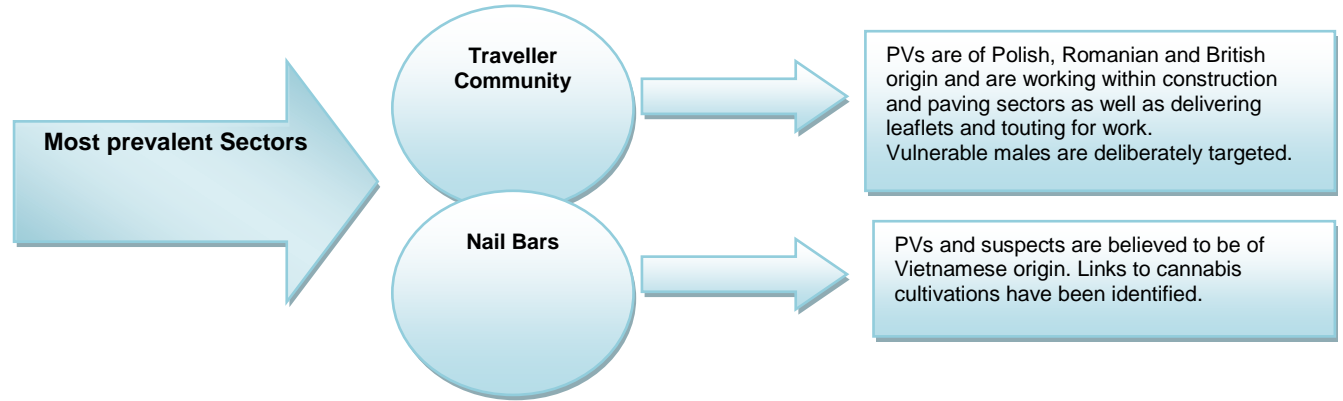 Most prevalent Sectors
Traveller
Community
PVs are of Polish, Romanian and British
origin and are working within construction
and paving sectors as well as delivering
leaflets and touting for work.
Vulnerable males are deliberately targeted.
Nail Bars
PVs and suspects are believed to be of
Vietnamese origin. Links to cannabis
cultivations have been identified.